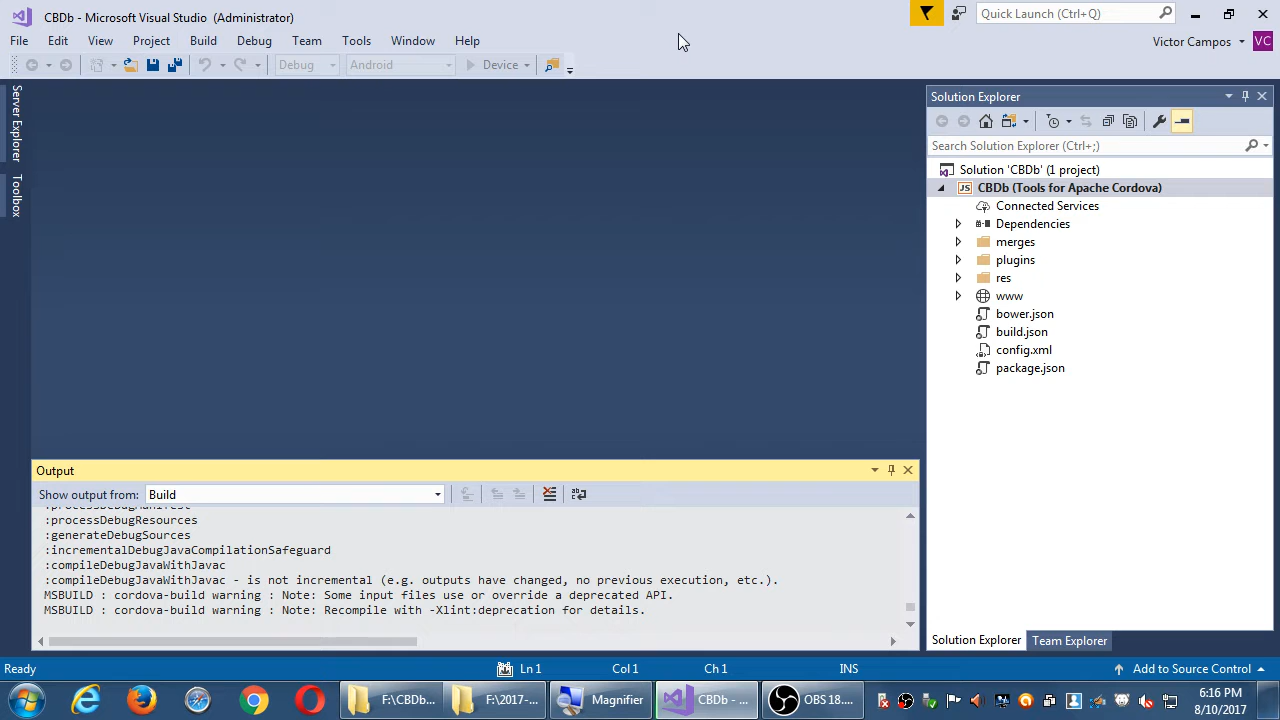 CBDb - Microsoft Visual Studio (Administrator)
Quick Launch (Ctrl+Q)
File Edit View Project Build Debug Team Tools Window Help
Victor Campos VC
Debug Android Device
Server Explorer
Toolbox
Solution Explorer
Search Solution Explorer (Ctrl+;)
Solution 'CBDb' (1 project)
JS CBDb (Tools for Apache Cordova)
Connected Services
Dependencies
merges
plugins
res
www
bower.json
build.json
config.xml
package.json
Output
Show output from: Build
:processDebugManifest
:processDebugResources
:generateDebugSources
:incrementalDebugJavaCompilationSafeguard
:compileDebugJavaWithJavac
:compileDebugJavaWithJavac - is not incremental (e.g. outputs have changed, no previous execution, etc.).
MSBUILD : cordova-build warning : Note: Some input files use or override a deprecated API.
MSBUILD : cordova-build warning : Note: Recompile with -Xlint:deprecation for details.
Solution Explorer Team Explorer
Ready Ln 1 Col 1 Ch 1 INS Add to Source Control
F:\CBDb... F:\2017-... Magnifier CBDb - ... OBS 18....
6:16 PM
8/10/2017